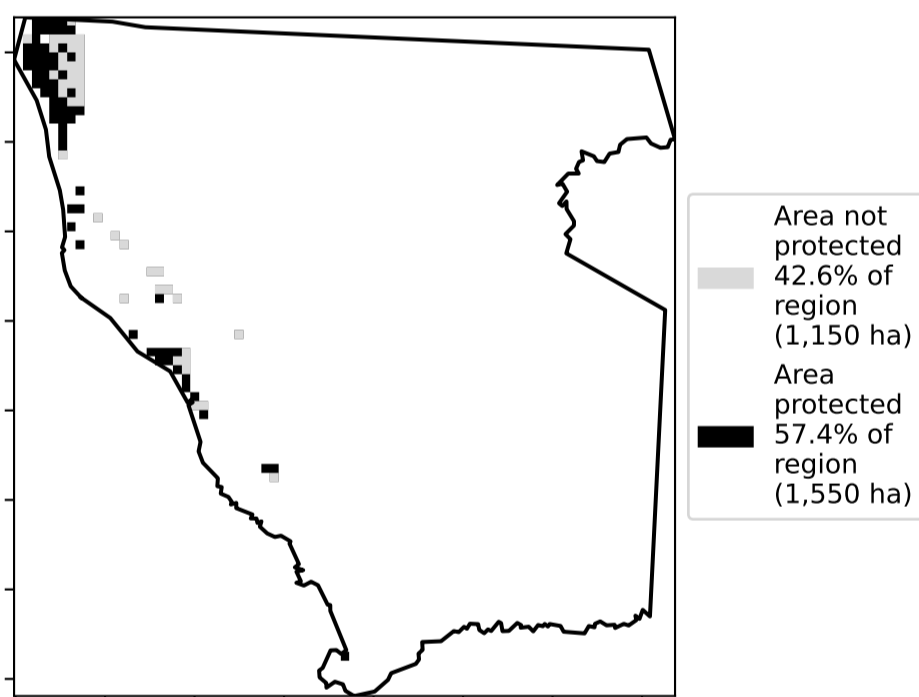 Area not
protected
42.6% of
region
(1,150 ha)
Area
protected
57.4% of
region
(1,550 ha)